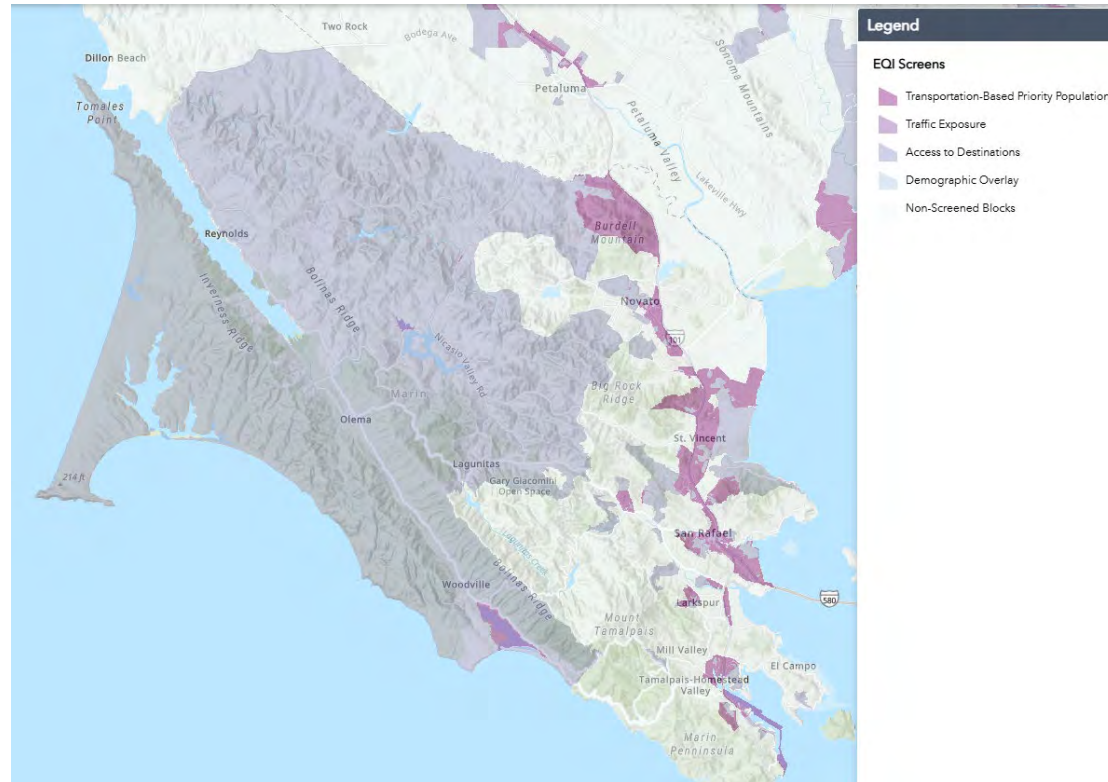 Two Rock
Bodega Ave
Dillon Beach
Petaluma
Sonoma Mountains
Tomales
Point
Petaluma Valley
Lakeville Hwy
Reynolds
Burdell
Mountain
Inverness Ridge
Bolinas Ridge
Novato
101
Nicasio Valley Rd
Marin
Big Rock
Ridge
Olema
St. Vincent
Lagunitas
214 ft
Gary Giacomini
Open Space
San Rafael
Lagunitas Creek
Bolinas Ridge
Woodville
580
Larkspur
Mount
Tamalpais
Mill Valley
El Campo
Tamalpais-Homestead
Valley
Marin
Penninsula
Legend
EQI Screens
Transportation-Based Priority Population
Traffic Exposure
Access to Destinations
Demographic Overlay
Non-Screened Blocks